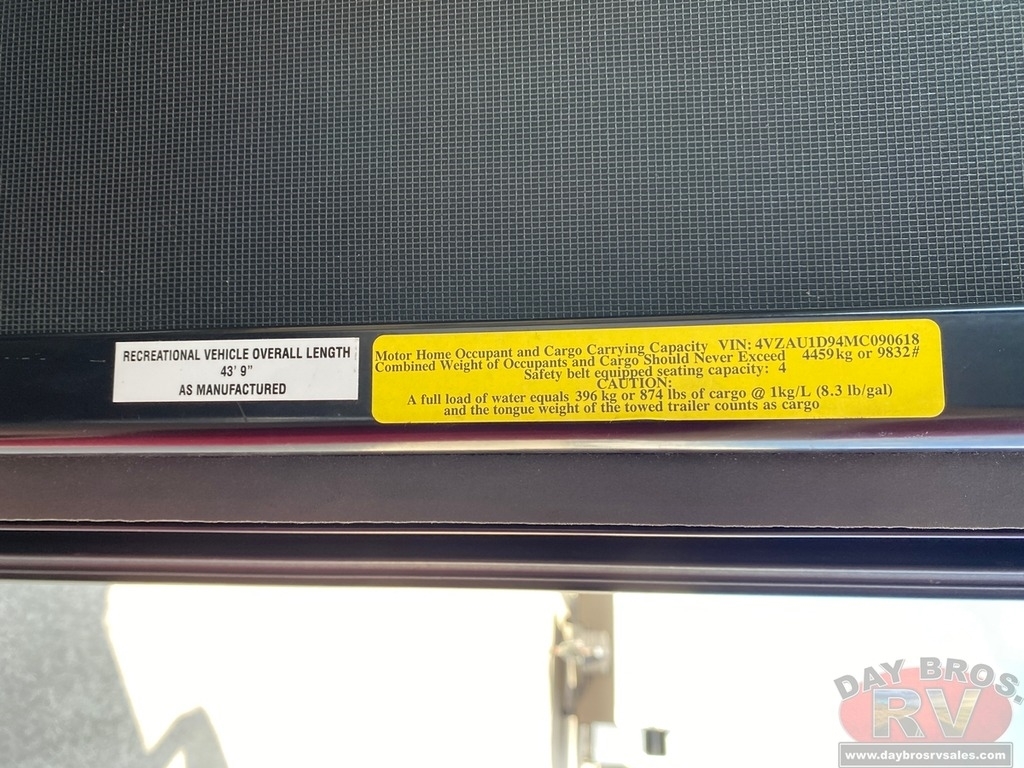 RECREATIONAL VEHICLE OVERALL LENGTH
43' 9"
AS MANUFACTURED
Motor Home Occupant and Cargo Carrying Capacity VIN: 4VZAU1D94MC090618
Combined Weight of Occupants and Cargo Should Never Exceed 4459kg or 9832#
Safety belt equipped seating capacity: 4
CAUTION:
A full load of water equals 396 kg or 874 lbs of cargo @ 1kg/L (8.3 lb/gal)
and the tongue weight of the towed trailer counts as cargo
DAY BROS.
RV
www.daybrosrvsales.com